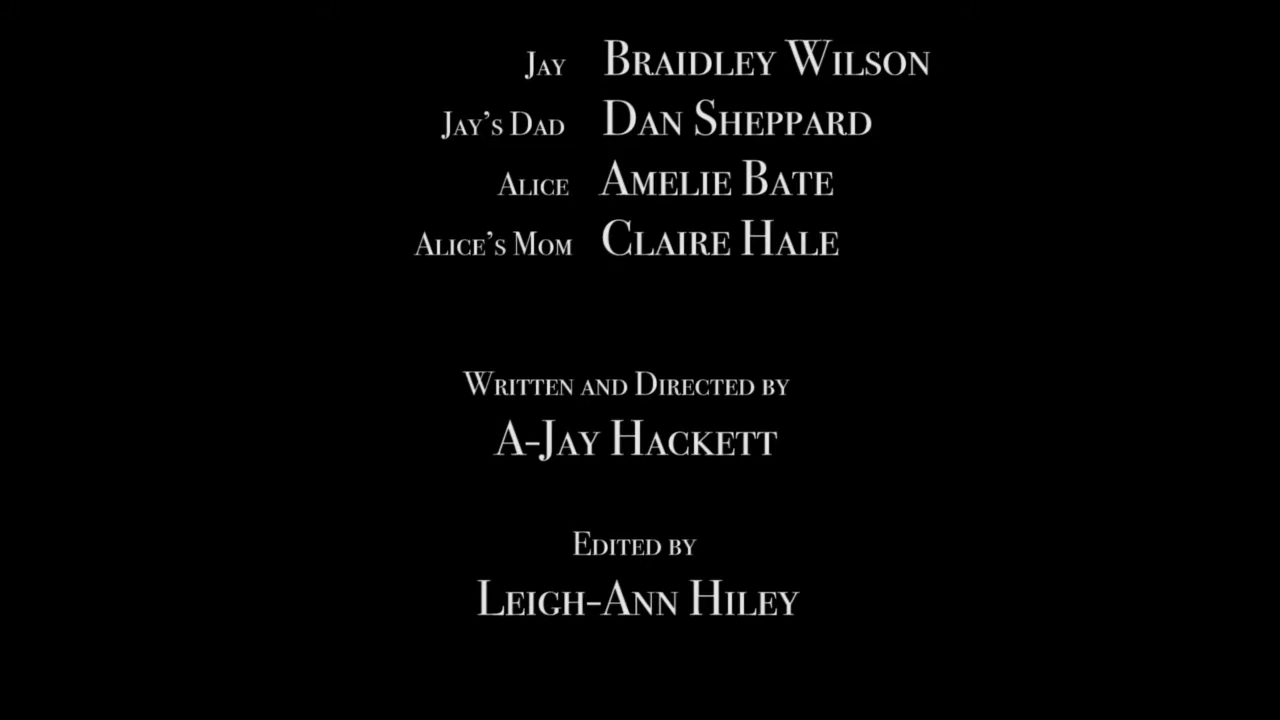 Jay Braidley Wilson
Jay's Dad Dan Sheppard
Alice Amelie Bate
Alice's Mom Claire Hale
Written and Directed by
A-Jay Hackett
Edited by
Leigh-Ann Hiley